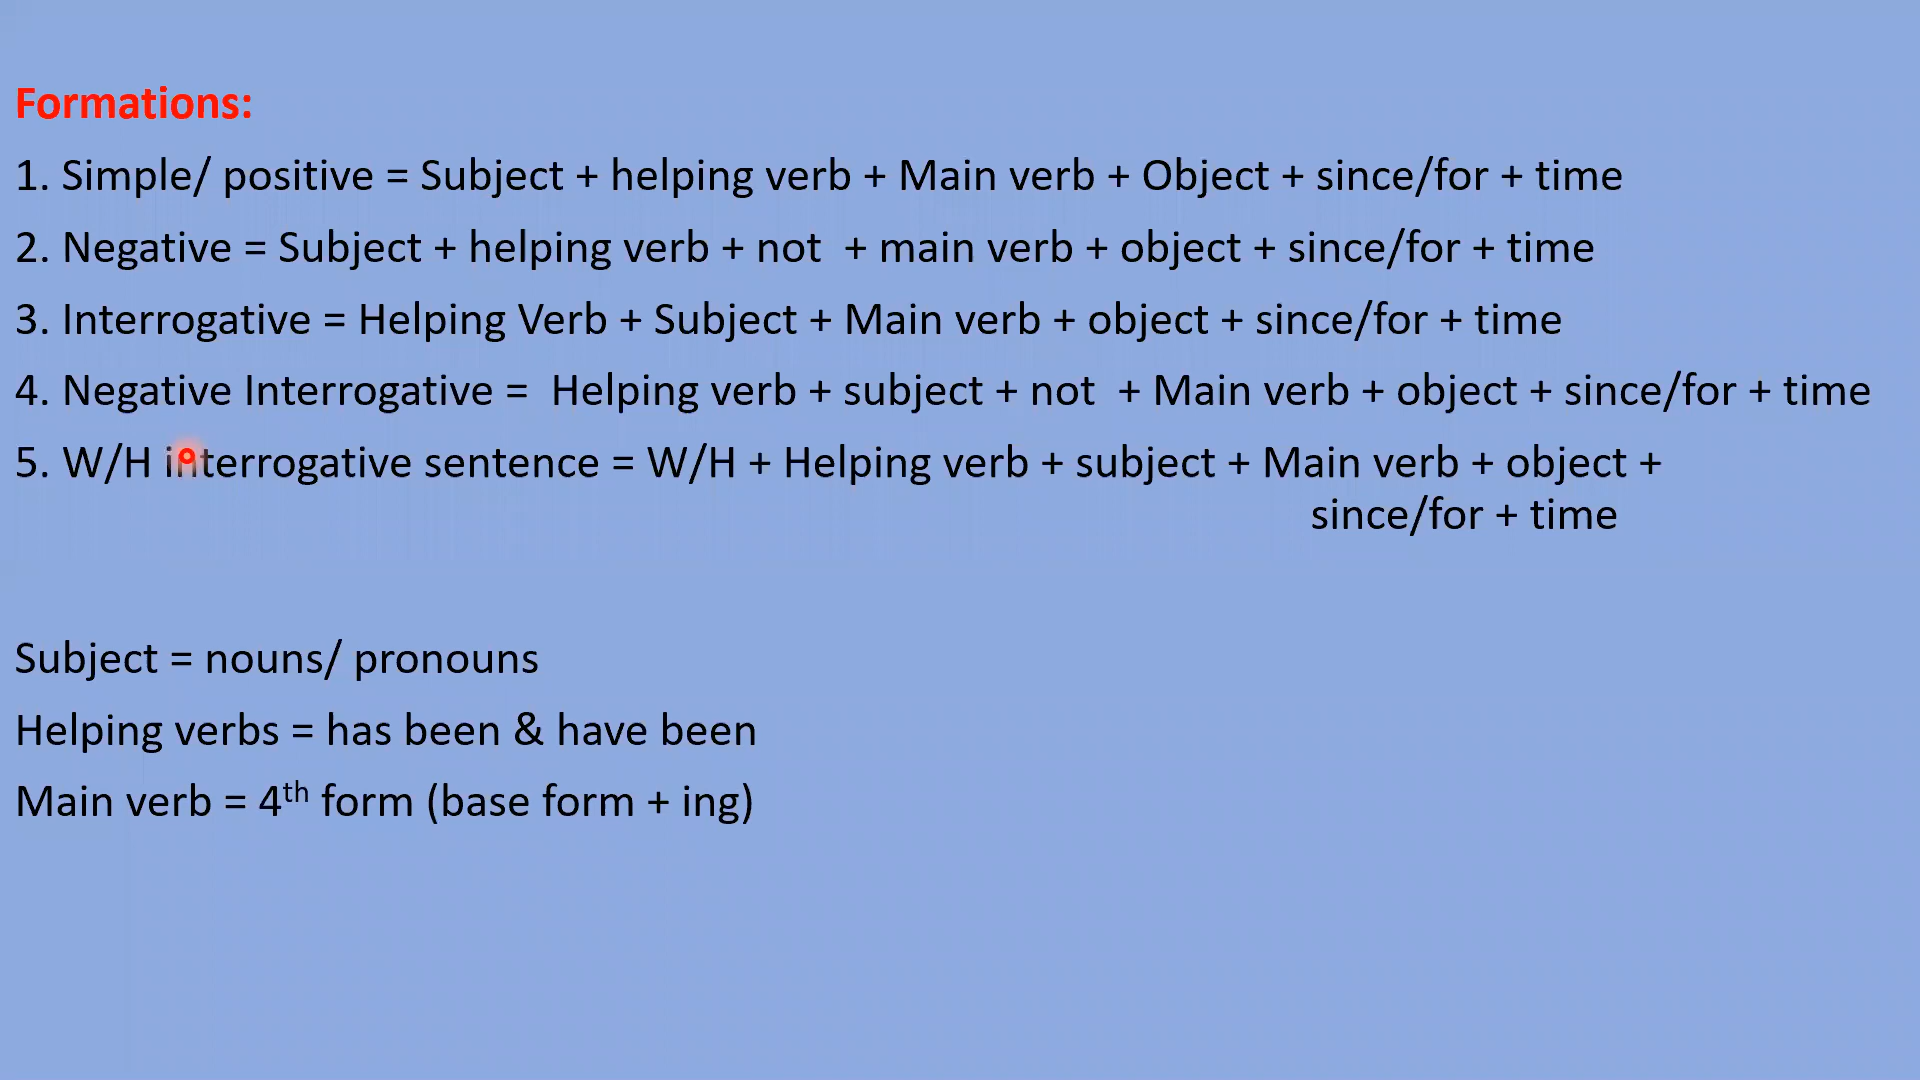 Formations:
1. Simple/ positive = Subject + helping verb + Main verb + Object + since/for + time
2. Negative = Subject + helping verb + not + main verb + object + since/for + time
3. Interrogative = Helping Verb + Subject + Main verb + object + since/for + time
4. Negative Interrogative = Helping verb + subject + not + Main verb + object + since/for + time
5. W/H interrogative sentence = W/H + Helping verb + subject + Main verb + object +
since/for + time
Subject = nouns/ pronouns
Helping verbs = has been & have been
Main verb = 4th form (base form + ing)